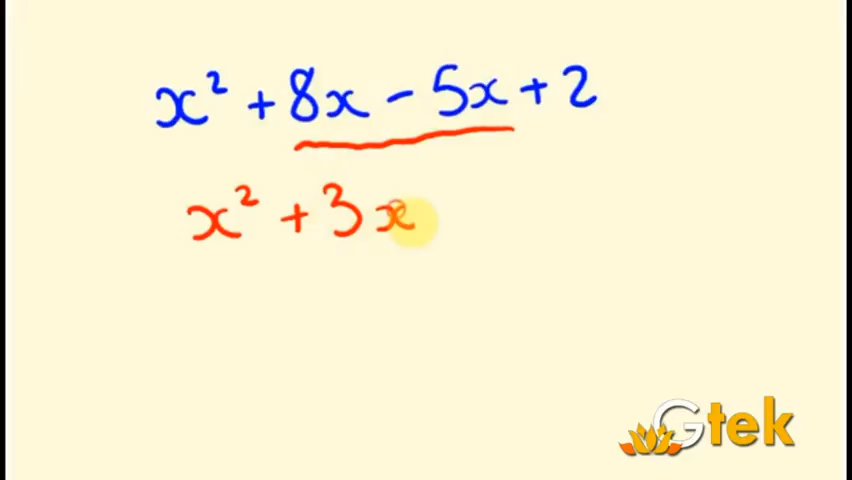 x² + 8x − 5x + 2
x² + 3x
Gtek